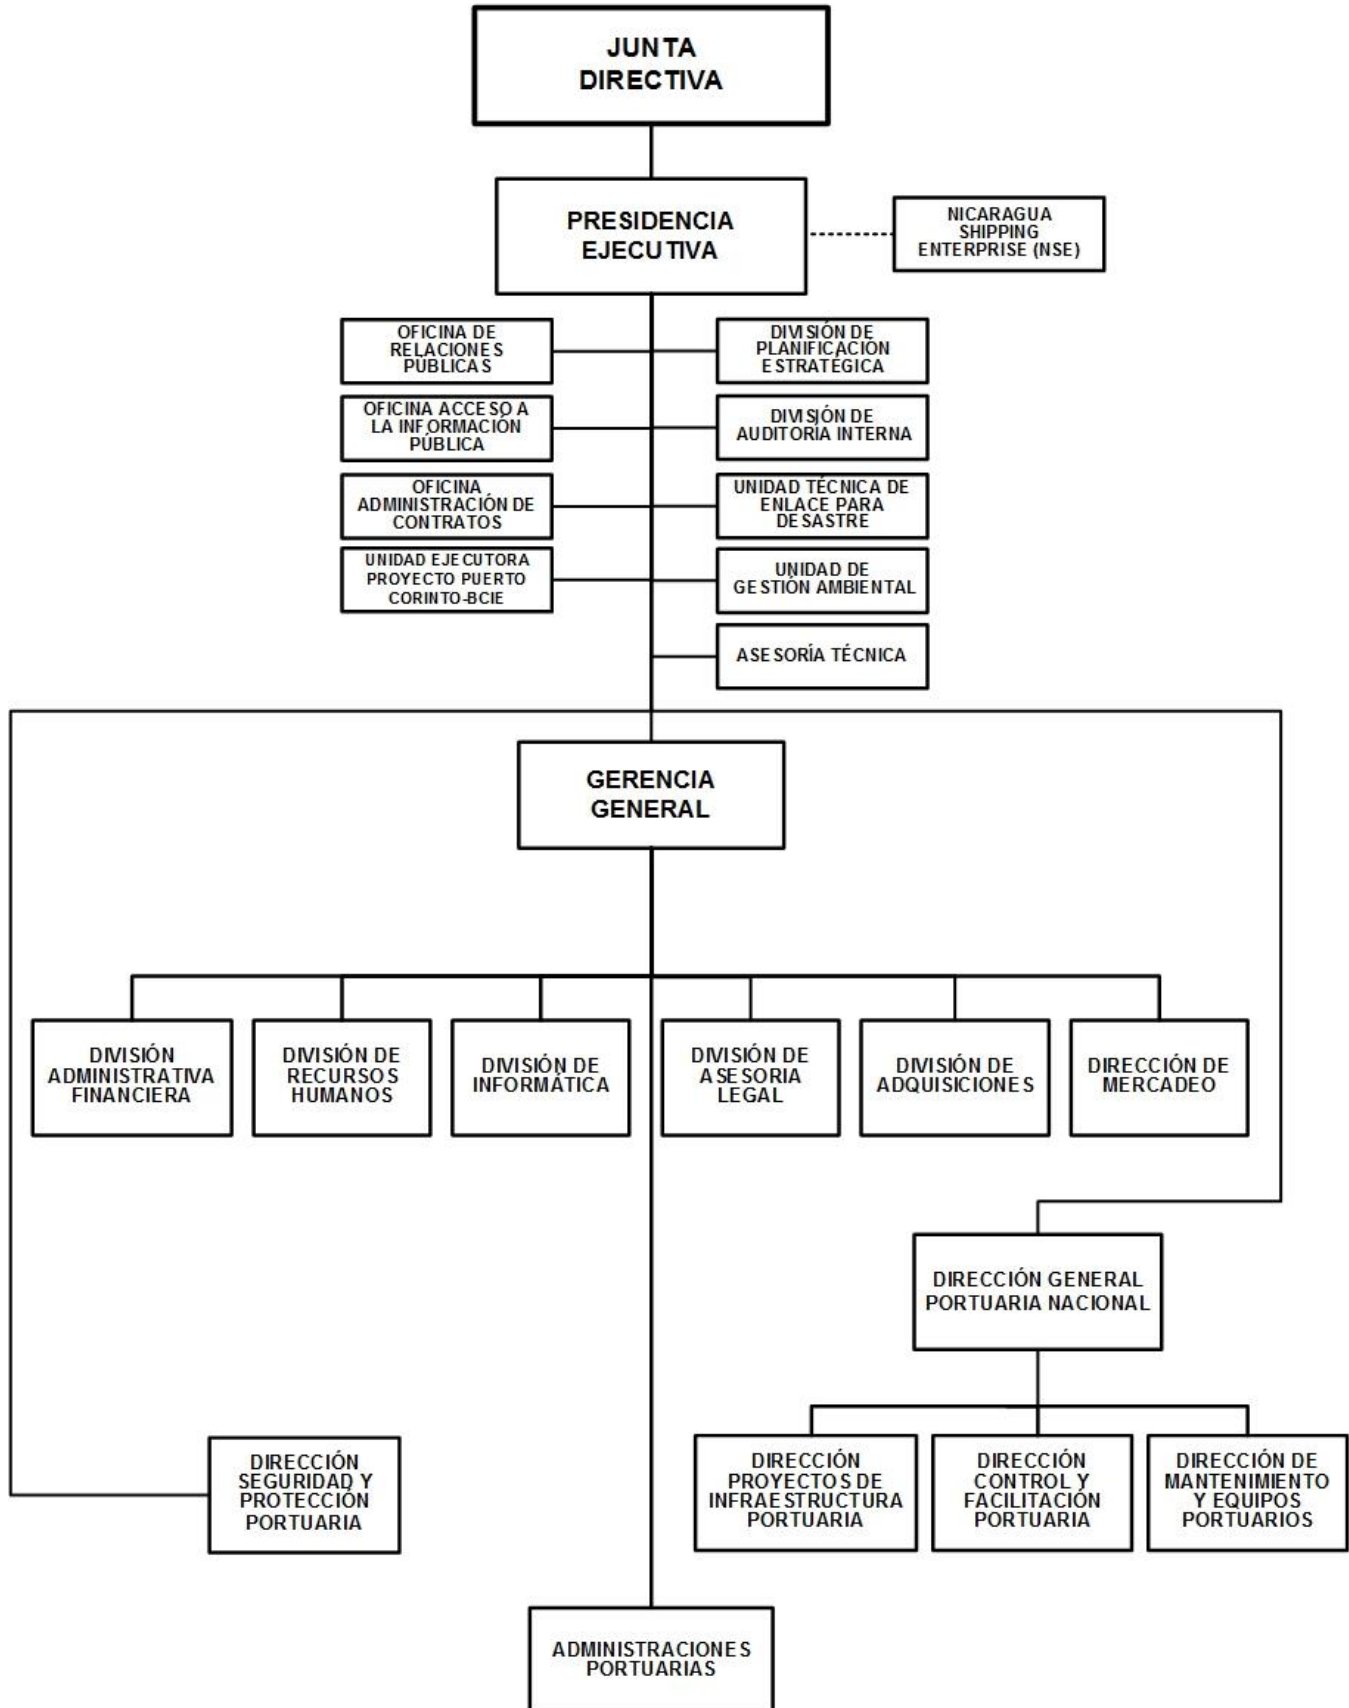 JUNTA
DIRECTIVA
PRESIDENCIA
EJECUTIVA
NICARAGUA
SHIPPING
ENTERPRISE (NSE)
OFICINA DE
RELACIONES
PÚBLICAS
DIVISIÓN DE
PLANIFICACIÓN
ESTRATÉGICA
OFICINA ACCESO A
LA INFORMACIÓN
PÚBLICA
DIVISIÓN DE
AUDITORÍA INTERNA
OFICINA
ADMINISTRACIÓN DE
CONTRATOS
UNIDAD TÉCNICA DE
ENLACE PARA
DESASTRE
UNIDAD EJECUTORA
PROYECTO PUERTO
CORINTO-BCIE
UNIDAD DE
GESTIÓN AMBIENTAL
ASESORÍA TÉCNICA
GERENCIA
GENERAL
DIVISIÓN
ADMINISTRATIVA
FINANCIERA
DIVISIÓN DE
RECURSOS
HUMANOS
DIVISIÓN DE
INFORMÁTICA
DIVISIÓN DE
ASESORIA
LEGAL
DIVISIÓN DE
ADQUISICIONES
DIRECCIÓN DE
MERCADEO
DIRECCIÓN GENERAL
PORTUARIA NACIONAL
DIRECCIÓN
SEGURIDAD Y
PROTECCIÓN
PORTUARIA
DIRECCIÓN
PROYECTOS DE
INFRAESTRUCTURA
PORTUARIA
DIRECCIÓN
CONTROL Y
FACILITACIÓN
PORTUARIA
DIRECCIÓN DE
MANTENIMIENTO
Y EQUIPOS
PORTUARIOS
ADMINISTRACIONES
PORTUARIAS